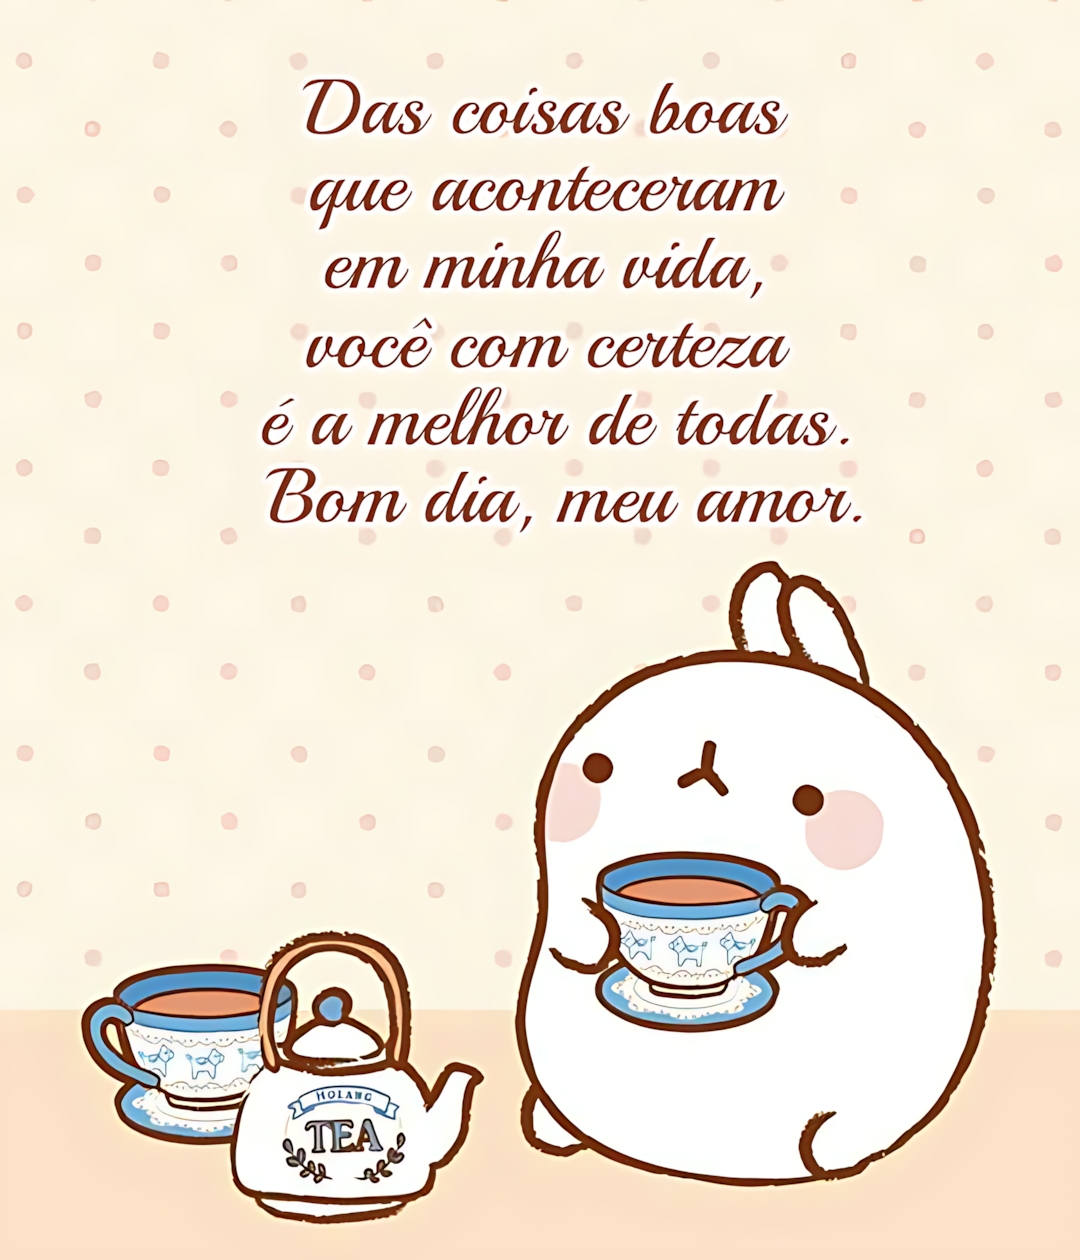 Das coisas boas
que aconteceram
em minha vida,
você com certeza
é a melhor de todas.
Bom dia, meu amor.
MOLANG
TEA